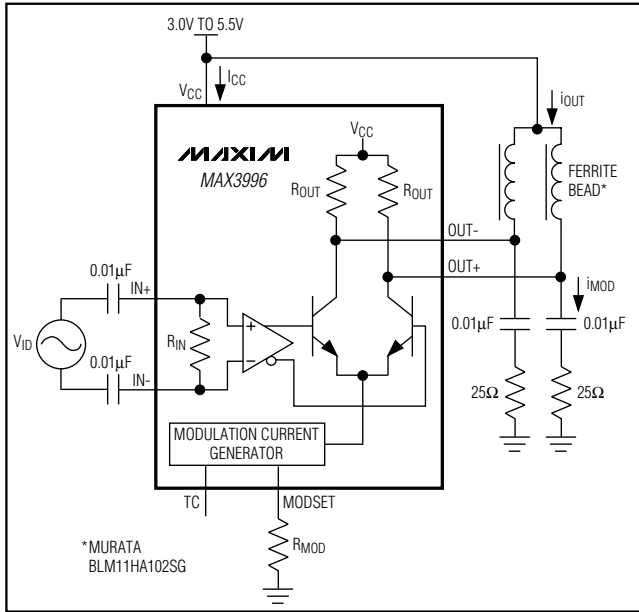 3.0V TO 5.5V
ICC
VCC
iOUT
MAXIM
MAX3996
VCC
ROUT
ROUT
FERRITE
BEAD*
OUT-
OUT+
0.01µF
IN+
iMOD
0.01µF
0.01µF
VID
RIN
+
−
0.01µF
IN-
25Ω
25Ω
MODULATION CURRENT
GENERATOR
TC
MODSET
RMOD
*MURATA
BLM11HA102SG